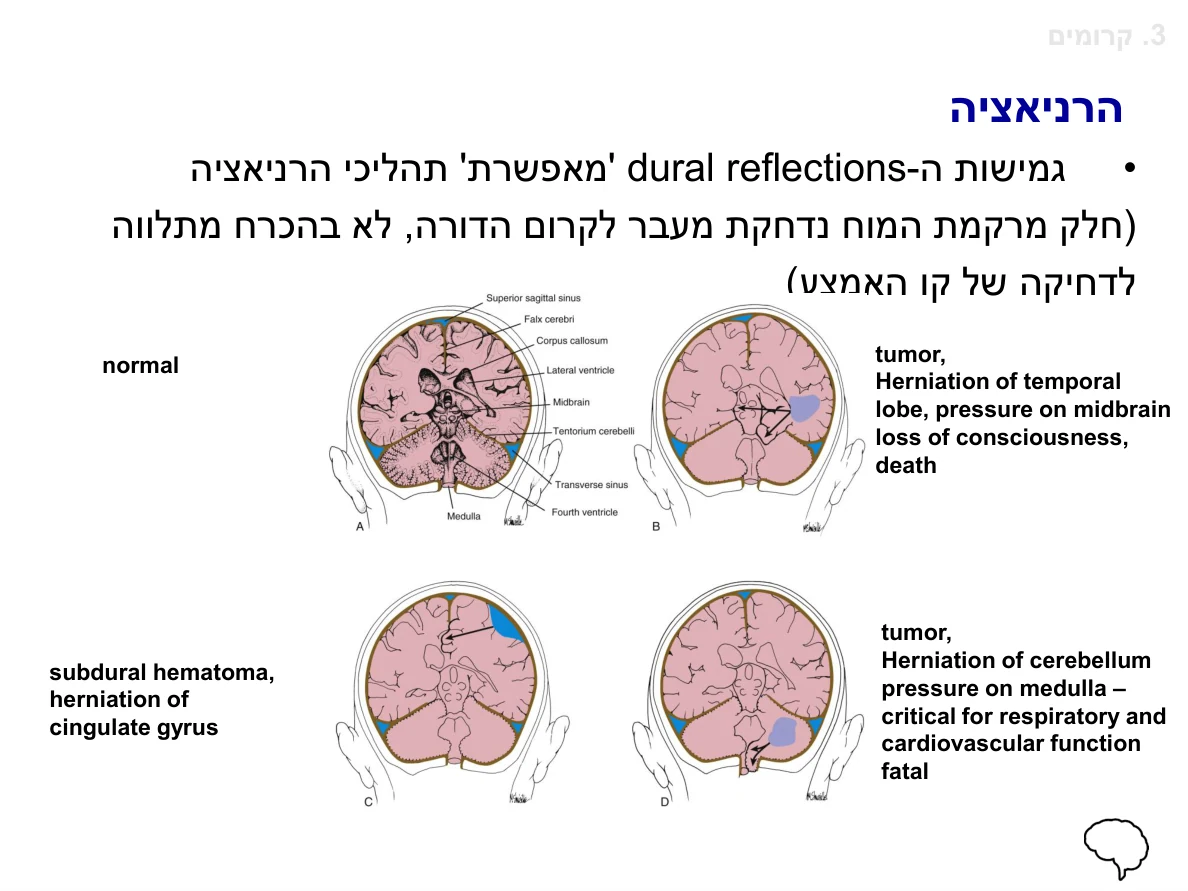 3. קרומים
הרניאציה
• גמישות ה-dural reflections 'מאפשרת' תהליכי הרניאציה
(חלק מרקמת המוח נדחקת מעבר לקרום הדורה, לא בהכרח מתלווה
לדחיקה של קו האמצע)
normal
Superior sagittal sinus
Falx cerebri
Corpus callosum
Lateral ventricle
Midbrain
Tentorium cerebelli
Transverse sinus
Fourth ventricle
Medulla
A
B
tumor,
Herniation of temporal
lobe, pressure on midbrain
loss of consciousness,
death
subdural hematoma,
herniation of
cingulate gyrus
C
D
tumor,
Herniation of cerebellum
pressure on medulla –
critical for respiratory and
cardiovascular function
fatal